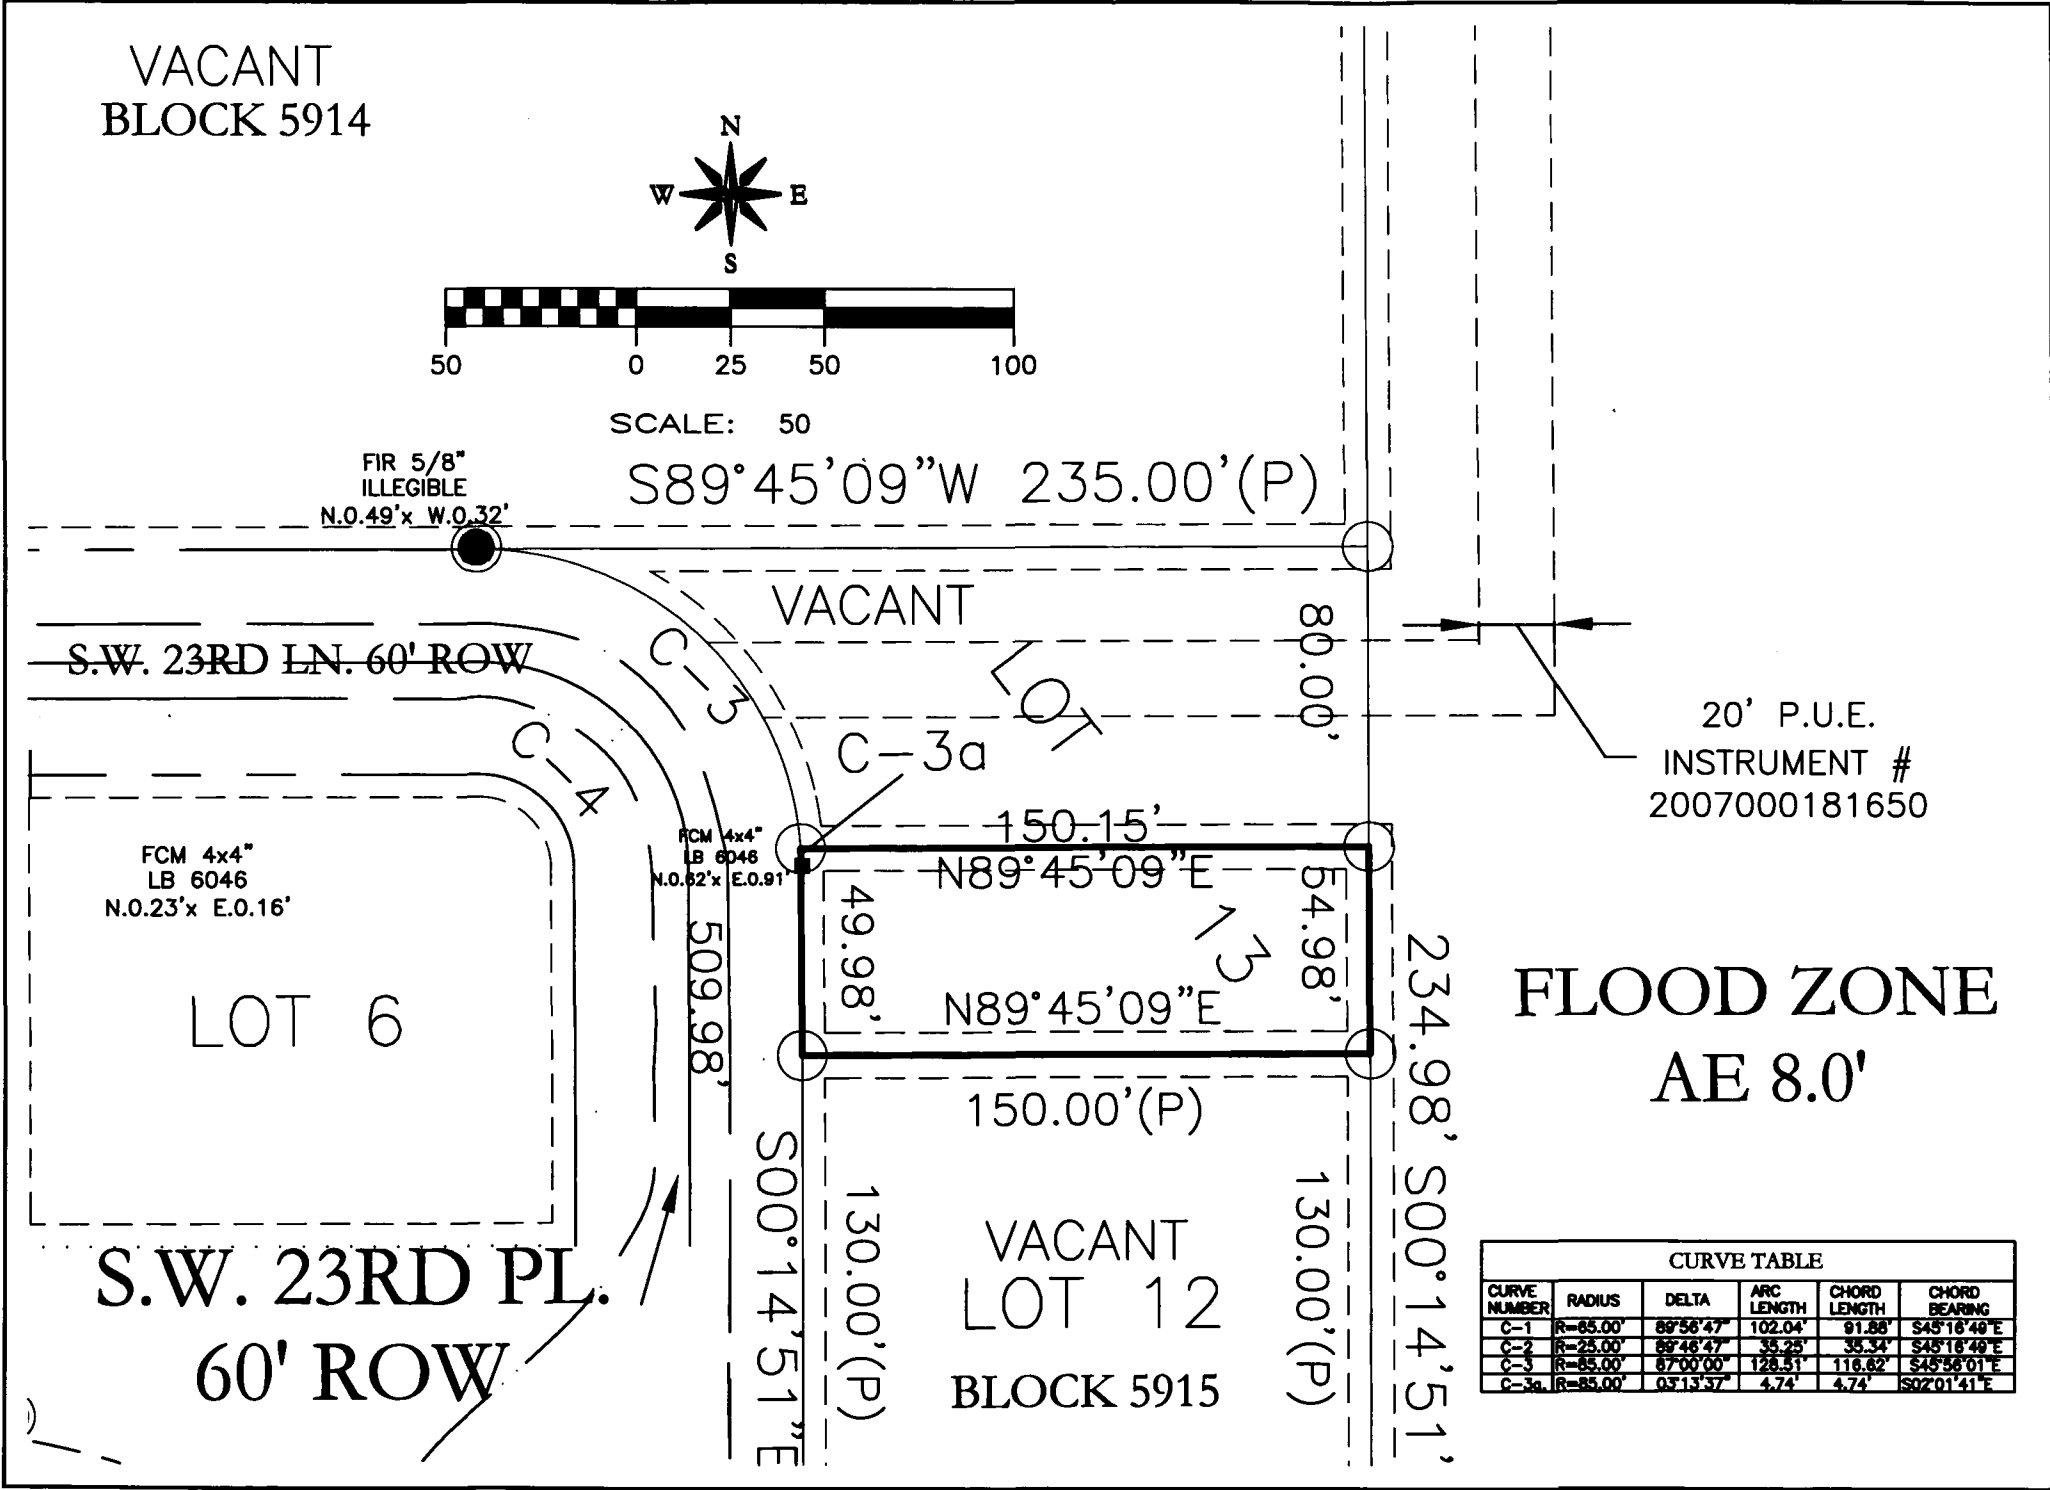 VACANT
BLOCK 5914
N
W E
S
50 0 25 50 100
SCALE: 50
FIR 5/8"
ILLEGIBLE
N.0.49'x W.0.32'
S89°45'09"W 235.00'(P)
VACANT
S.W. 23RD LN. 60' ROW
C-3
LOT
80.00'
C-4
C-3a
20' P.U.E.
INSTRUMENT #
2007000181650
FCM 4x4"
LB 6046
N.0.23'x E.0.16'
FCM 4x4"
LB 6046
N.0.62'x E.0.91'
150.15'
N89°45'09"E
49.98'
13
54.98'
N89°45'09"E
509.98'
LOT 6
234.98' S00°14'51'
FLOOD ZONE
AE 8.0'
150.00'(P)
S00°14'51"E
130.00'(P)
130.00'(P)
VACANT
LOT 12
BLOCK 5915
S.W. 23RD PL.
60' ROW
CURVE TABLE
CURVE NUMBER RADIUS DELTA ARC LENGTH CHORD LENGTH CHORD BEARING
C-1 R=65.00' 89°56'47" 102.04' 91.88' S45°16'49"E
C-2 R=25.00' 89°46'47" 35.25' 35.34' S45°16'49"E
C-3 R=85.00' 87°00'00" 128.51' 116.62' S45°56'01"E
C-3a. R=85.00' 03°13'37" 4.74' 4.74' S02°01'41"E